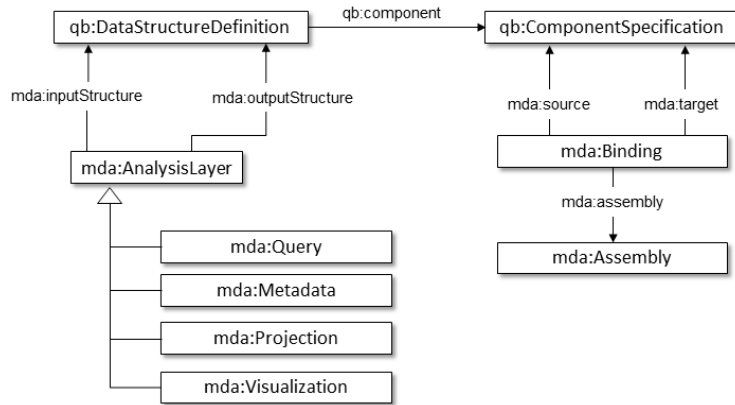 qb:component
qb:DataStructureDefinition
qb:ComponentSpecification
mda:inputStructure
mda:outputStructure
mda:source
mda:target
mda:AnalysisLayer
mda:Binding
mda:assembly
mda:Query
mda:Assembly
mda:Metadata
mda:Projection
mda:Visualization